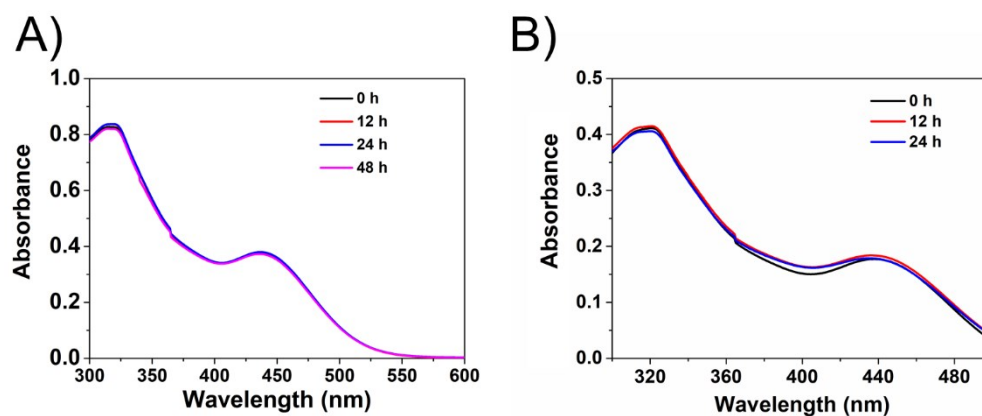 A)
B)
1.0
0.8
0.6
0.4
0.2
0.0
Absorbance
0 h
12 h
24 h
48 h
300 350 400 450 500 550 600
Wavelength (nm)
0.5
0.4
0.3
0.2
0.1
0.0
Absorbance
0 h
12 h
24 h
320 360 400 440 480
Wavelength (nm)